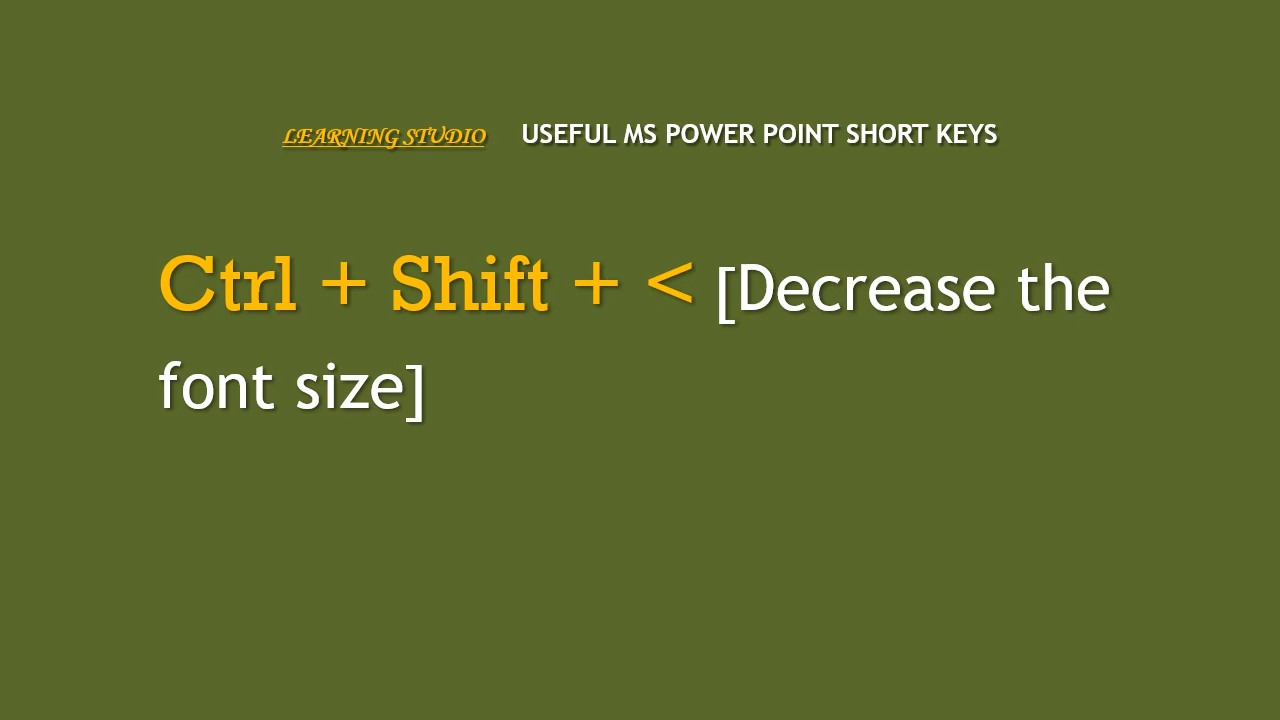 LEARNING STUDIO USEFUL MS POWER POINT SHORT KEYS
Ctrl + Shift + < [Decrease the
font size]